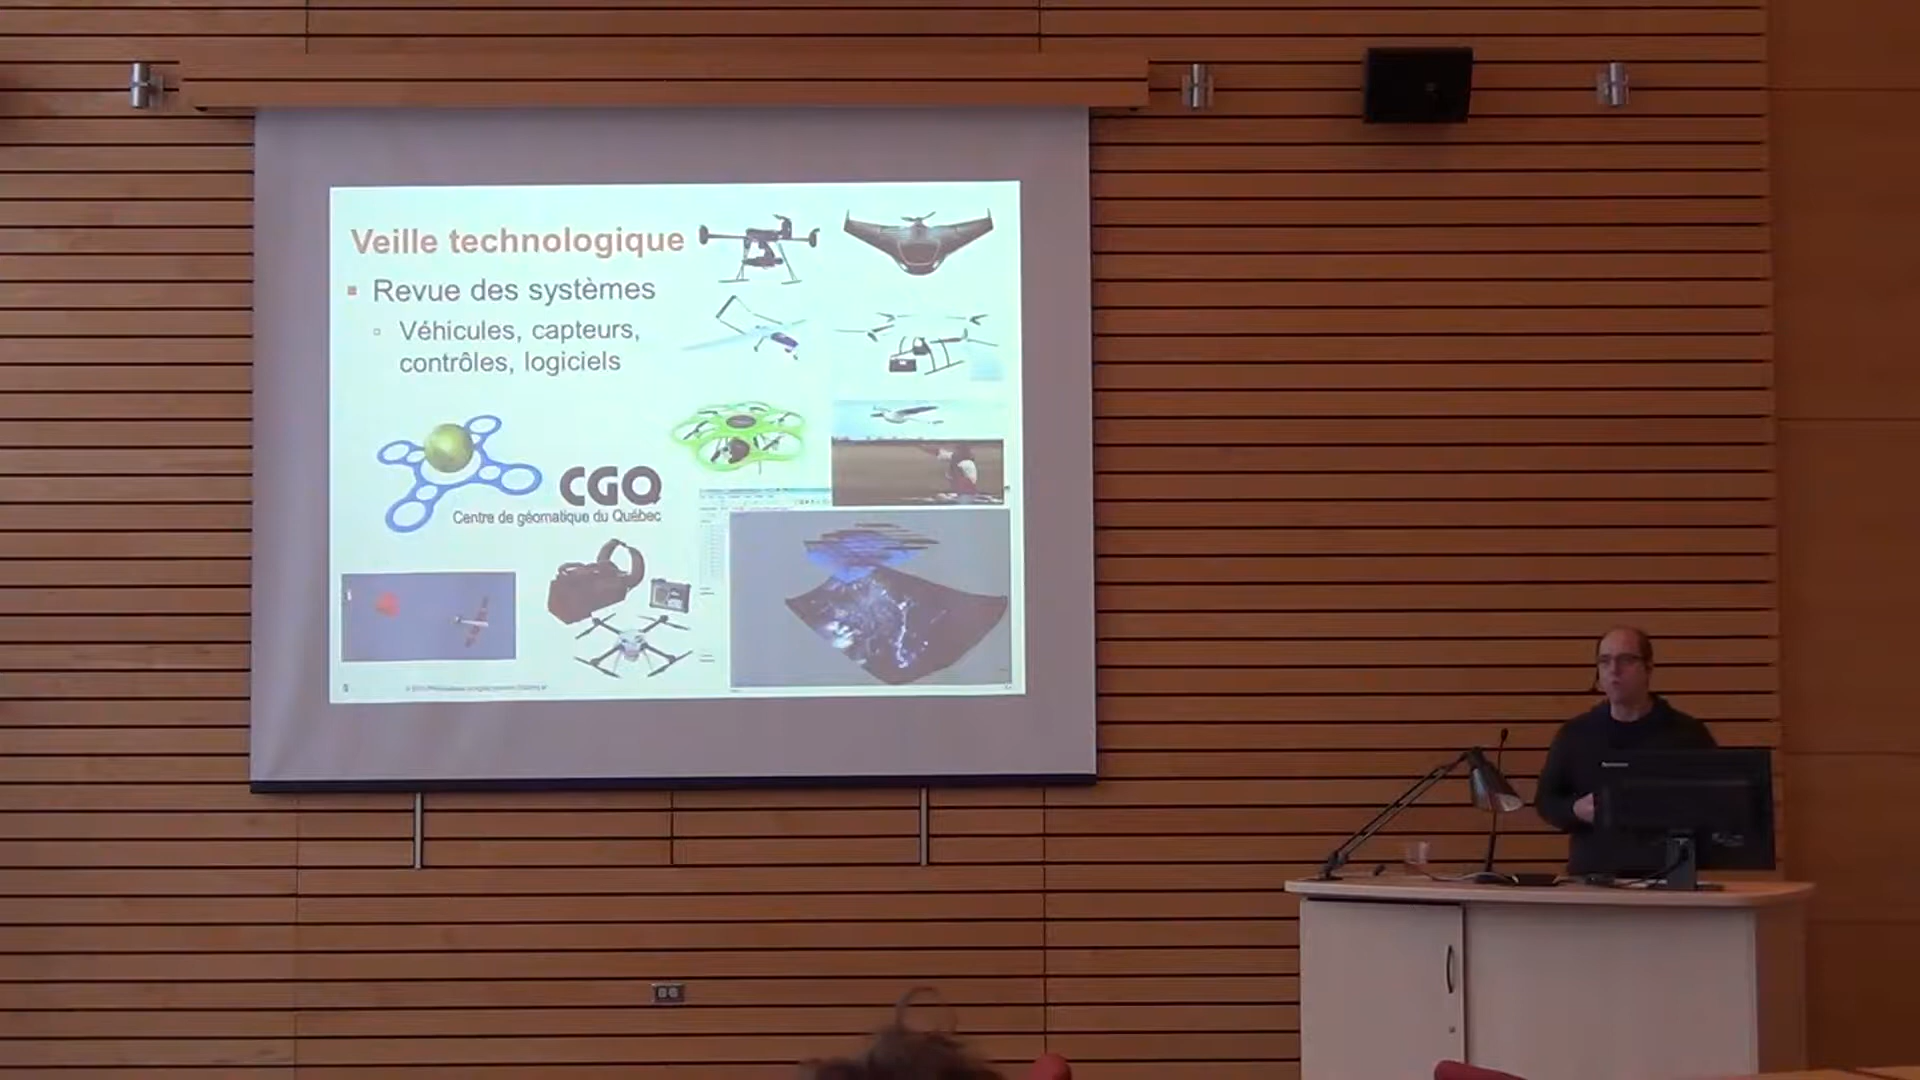 Veille technologique
Revue des systèmes
Véhicules, capteurs,
contrôles, logiciels
CGQ
Centre de géomatique du Québec